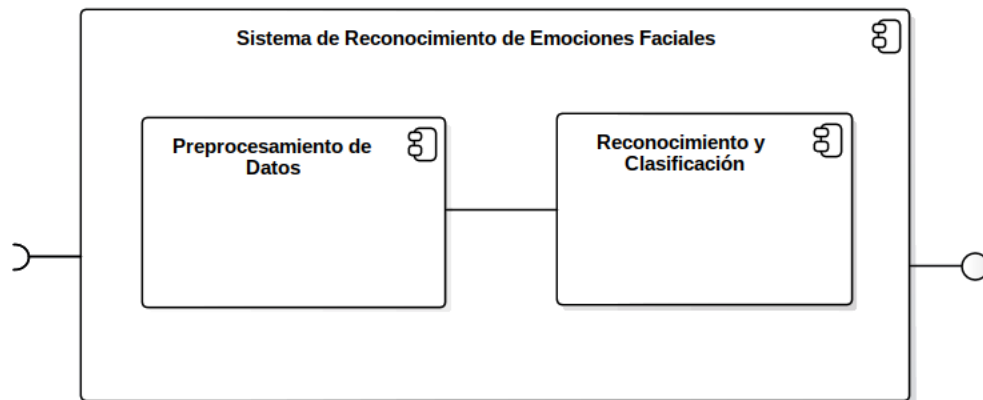 Sistema de Reconocimiento de Emociones Faciales
Preprocesamiento de
Datos
Reconocimiento y
Clasificación